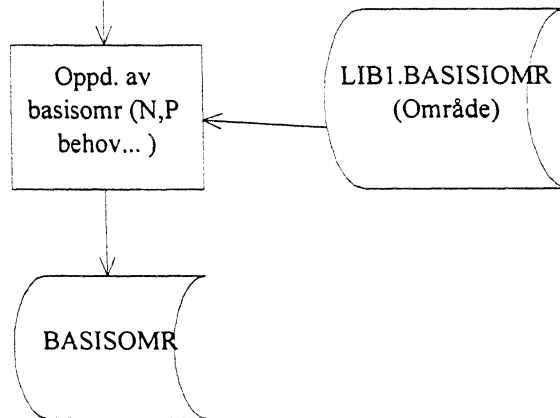 Oppd. av
basisomr (N,P
behov... )
LIB1.BASISIOMR
(Område)
BASISOMR